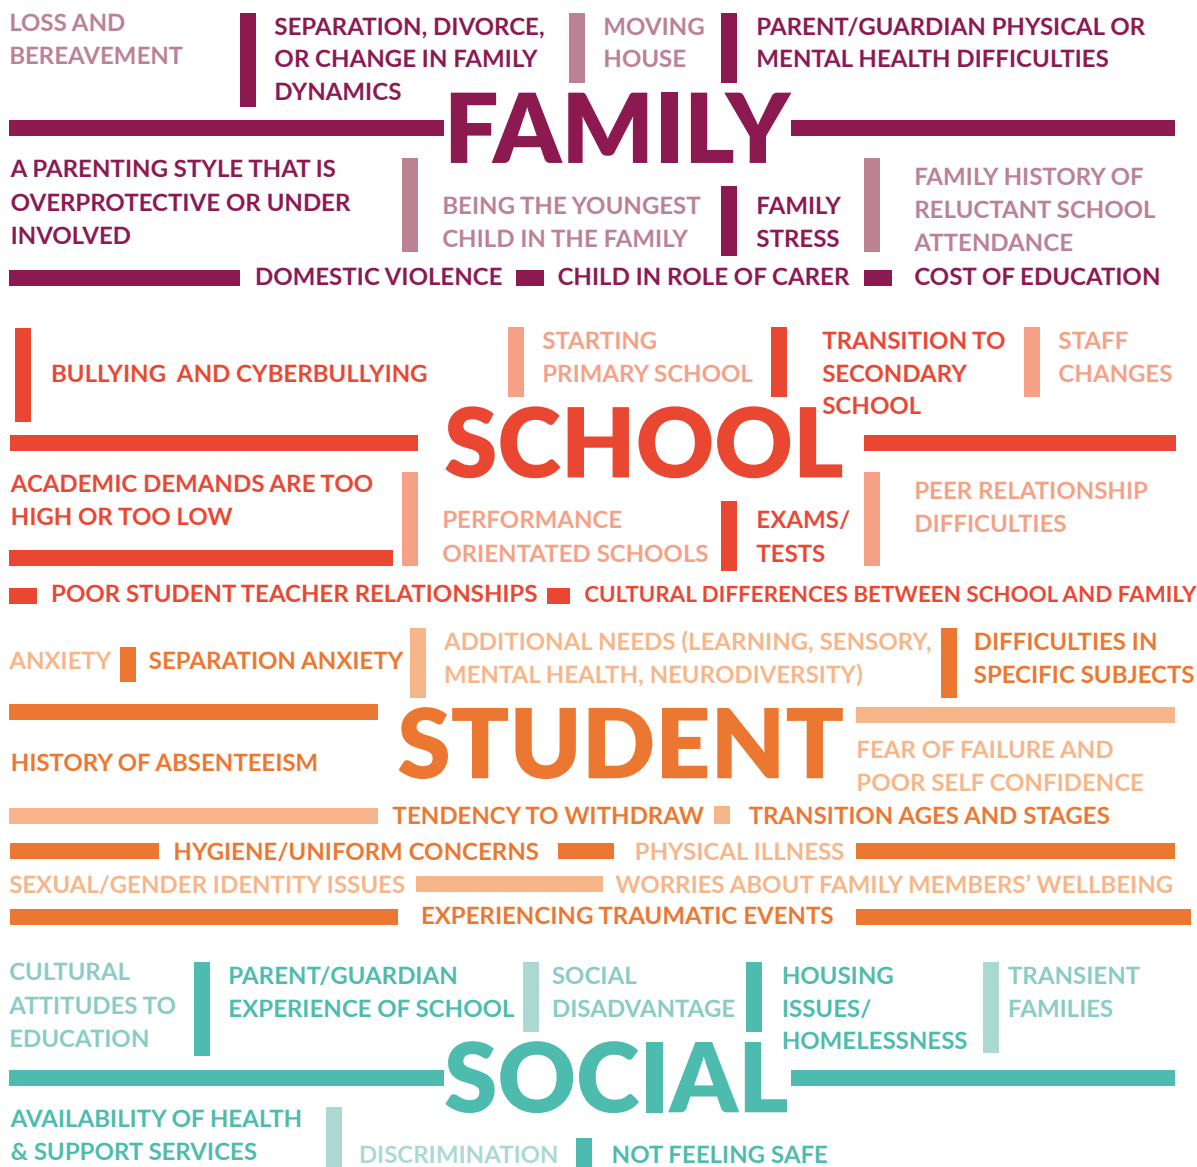 LOSS AND
BEREAVEMENT
SEPARATION, DIVORCE,
OR CHANGE IN FAMILY
DYNAMICS
MOVING
HOUSE
PARENT/GUARDIAN PHYSICAL OR
MENTAL HEALTH DIFFICULTIES
FAMILY
A PARENTING STYLE THAT IS
OVERPROTECTIVE OR UNDER
INVOLVED
BEING THE YOUNGEST
CHILD IN THE FAMILY
FAMILY
STRESS
FAMILY HISTORY OF
RELUCTANT SCHOOL
ATTENDANCE
DOMESTIC VIOLENCE
CHILD IN ROLE OF CARER
COST OF EDUCATION
BULLYING AND CYBERBULLYING
STARTING
PRIMARY SCHOOL
TRANSITION TO
SECONDARY
SCHOOL
STAFF
CHANGES
SCHOOL
ACADEMIC DEMANDS ARE TOO
HIGH OR TOO LOW
PERFORMANCE
ORIENTATED SCHOOLS
EXAMS/
TESTS
PEER RELATIONSHIP
DIFFICULTIES
POOR STUDENT TEACHER RELATIONSHIPS
CULTURAL DIFFERENCES BETWEEN SCHOOL AND FAMILY
ANXIETY
SEPARATION ANXIETY
ADDITIONAL NEEDS (LEARNING, SENSORY,
MENTAL HEALTH, NEURODIVERSITY)
DIFFICULTIES IN
SPECIFIC SUBJECTS
STUDENT
HISTORY OF ABSENTEEISM
FEAR OF FAILURE AND
POOR SELF CONFIDENCE
TENDENCY TO WITHDRAW
TRANSITION AGES AND STAGES
HYGIENE/UNIFORM CONCERNS
PHYSICAL ILLNESS
SEXUAL/GENDER IDENTITY ISSUES
WORRIES ABOUT FAMILY MEMBERS’ WELLBEING
EXPERIENCING TRAUMATIC EVENTS
CULTURAL
ATTITUDES TO
EDUCATION
PARENT/GUARDIAN
EXPERIENCE OF SCHOOL
SOCIAL
DISADVANTAGE
HOUSING
ISSUES/
HOMELESSNESS
TRANSIENT
FAMILIES
SOCIAL
AVAILABILITY OF HEALTH
& SUPPORT SERVICES
DISCRIMINATION
NOT FEELING SAFE